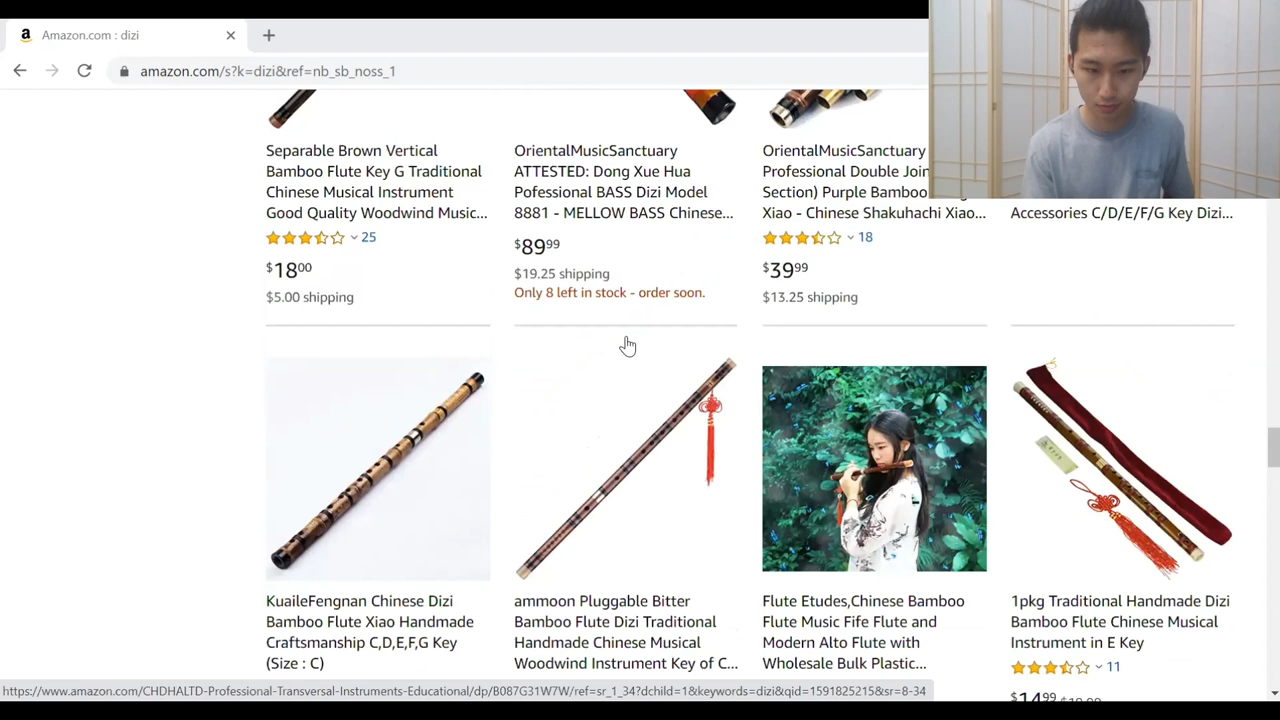 Amazon.com : dizi
amazon.com/s?k=dizi&ref=nb_sb_noss_1
Separable Brown Vertical
Bamboo Flute Key G Traditional
Chinese Musical Instrument
Good Quality Woodwind Music...
25
$1800
$5.00 shipping
OrientalMusicSanctuary
ATTESTED: Dong Xue Hua
Pofessional BASS Dizi Model
8881 - MELLOW BASS Chinese...
$8999
$19.25 shipping
Only 8 left in stock - order soon.
OrientalMusicSanctuary
Professional Double Join
Section) Purple Bamboo
Xiao - Chinese Shakuhachi Xiao...
18
$3999
$13.25 shipping
Accessories C/D/E/F/G Key Dizi...
KuaileFengnan Chinese Dizi
Bamboo Flute Xiao Handmade
Craftsmanship C,D,E,F,G Key
(Size : C)
ammoon Pluggable Bitter
Bamboo Flute Dizi Traditional
Handmade Chinese Musical
Woodwind Instrument Key of C...
Flute Etudes,Chinese Bamboo
Flute Music Fife Flute and
Modern Alto Flute with
Wholesale Bulk Plastic...
1pkg Traditional Handmade Dizi
Bamboo Flute Chinese Musical
Instrument in E Key
11
$1499 $19.99
https://www.amazon.com/CHDHALTD-Professional-Transversal-Instruments-Educational/dp/B087G31W7W/ref=sr_1_34?dchild=1&keywords=dizi&qid=1591825215&sr=8-34